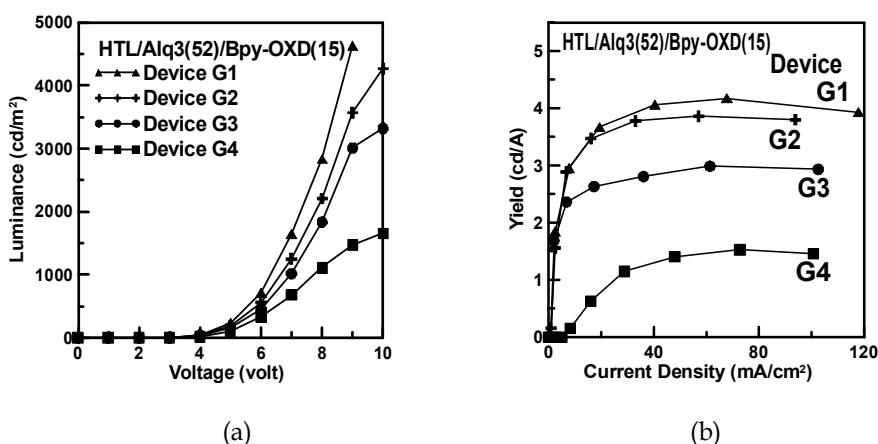 5000
4000
3000
2000
1000
0
HTL/Alq3(52)/Bpy-OXD(15)
Device G1
Device G2
Device G3
Device G4
Luminance (cd/m²)
0 2 4 6 8 10
Voltage (volt)
(a)
5
4
3
2
1
0
HTL/Alq3(52)/Bpy-OXD(15)
Device
G1
G2
G3
G4
Yield (cd/A)
0 40 80 120
Current Density (mA/cm²)
(b)